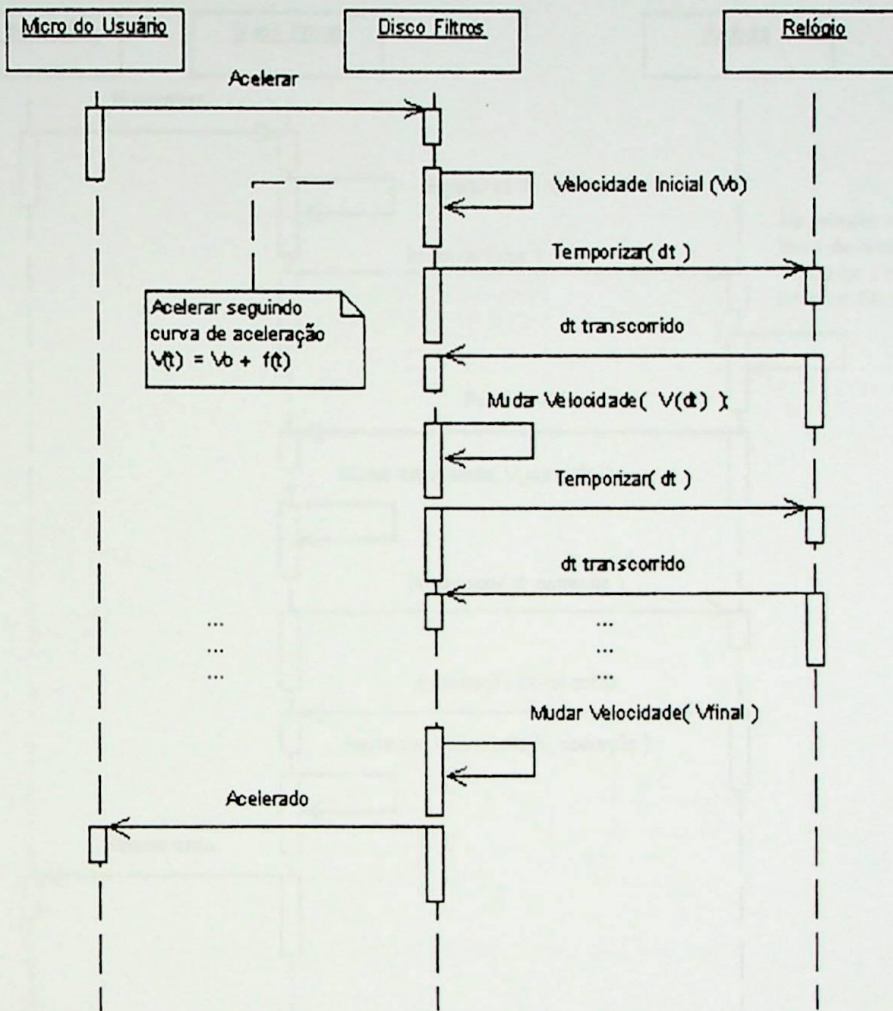 Micro do Usuário
Disco Filtros
Relógio
Acelerar
Velocidade Inicial (Vo)
Temporizar( dt )
Acelerar seguindo
curva de aceleração
V(t) = Vo + f(t)
dt transcorrido
Mudar Velocidade( V(dt) );
Temporizar( dt )
dt transcorrido
... ...
... ...
... ...
Mudar Velocidade( Vfinal )
Acelerado